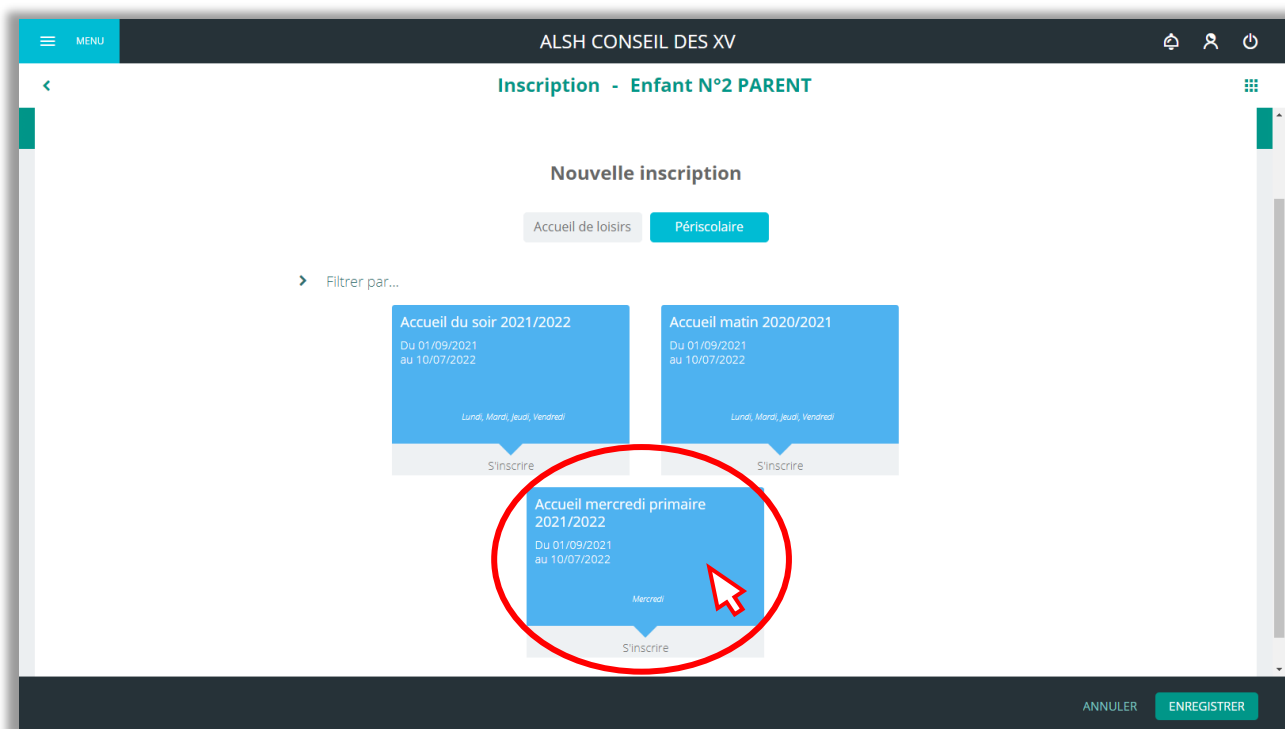 MENU
ALSH CONSEIL DES XV
Inscription - Enfant N°2 PARENT
Nouvelle inscription
Accueil de loisirs
Périscolaire
Filtrer par...
Accueil du soir 2021/2022
Du 01/09/2021
au 10/07/2022
Lundi, Mardi, Jeudi, Vendredi
S'inscrire
Accueil matin 2020/2021
Du 01/09/2021
au 10/07/2022
Lundi, Mardi, Jeudi, Vendredi
S'inscrire
Accueil mercredi primaire
2021/2022
Du 01/09/2021
au 10/07/2022
Mercredi
S'inscrire
ANNULER
ENREGISTRER